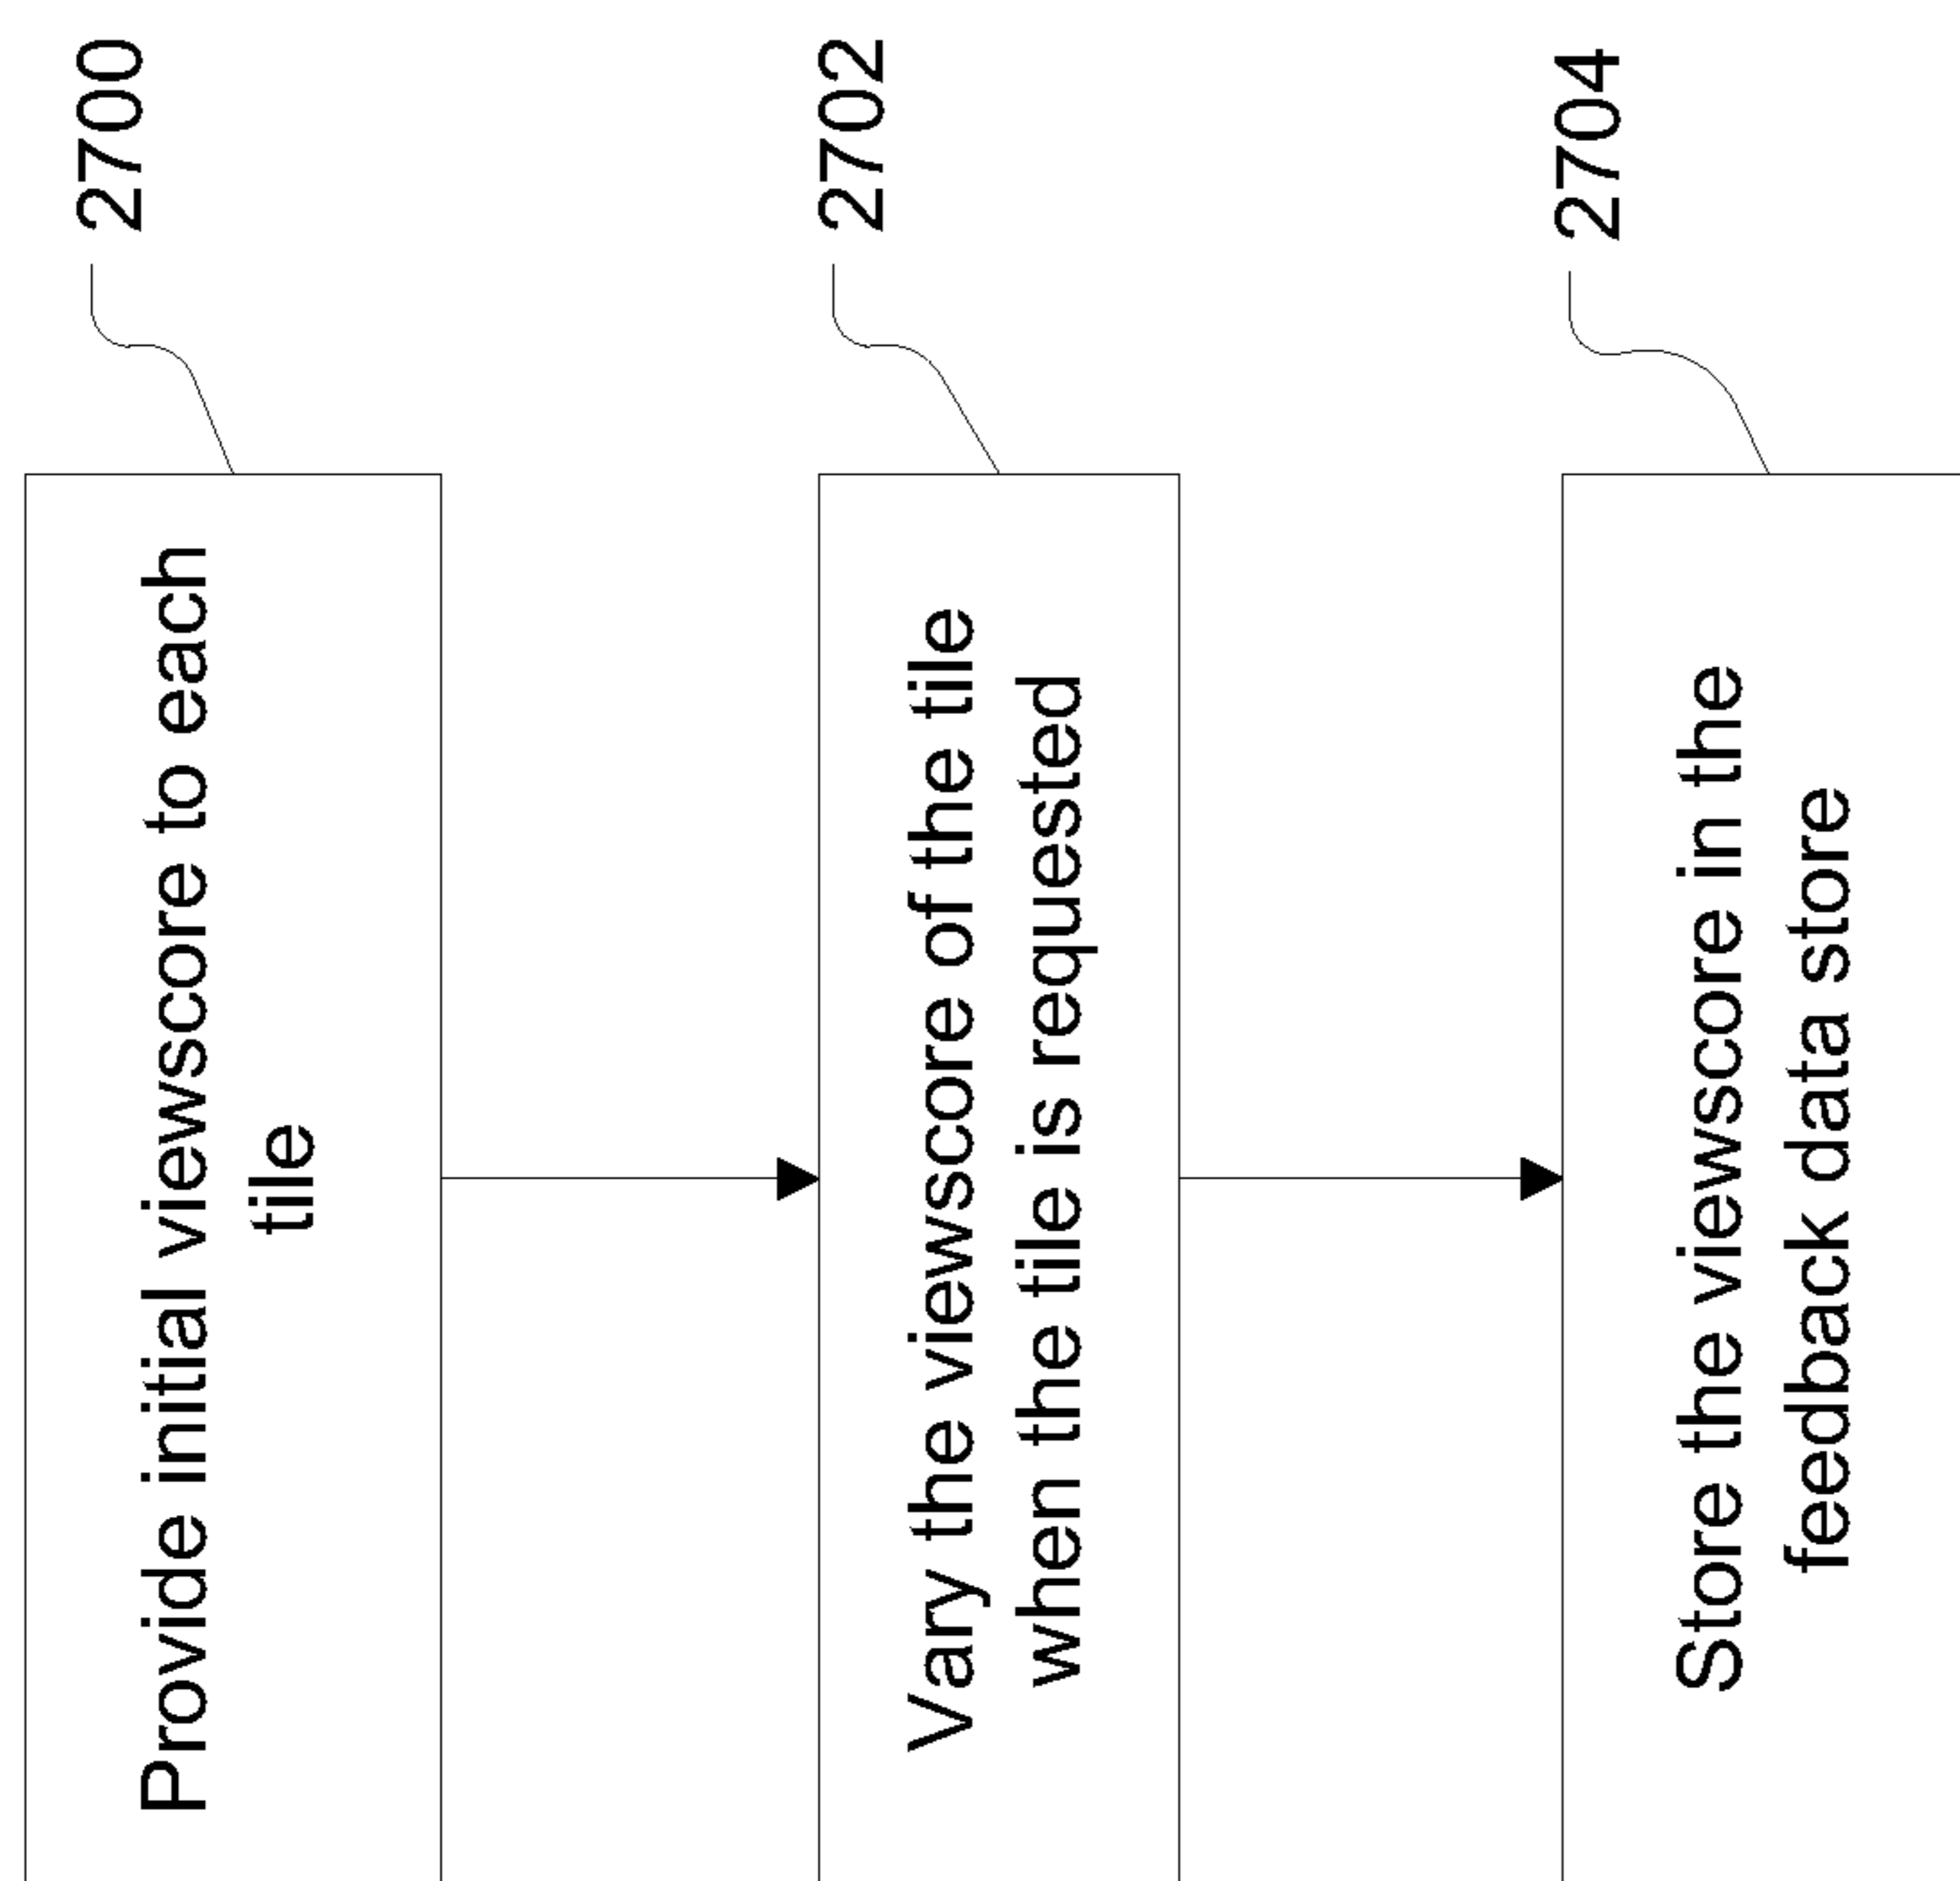 2700
Provide initial viewscore to each
tile
2702
Vary the viewscore of the tile
when the tile is requested
2704
Store the viewscore in the
feedback data store